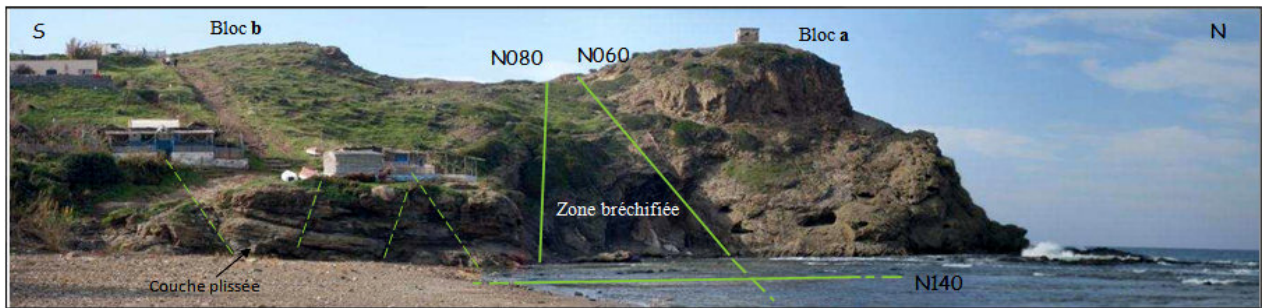 S
Bloc b
N080
N060
Bloc a
N
Zone bréchifiée
Couche plissée
N140